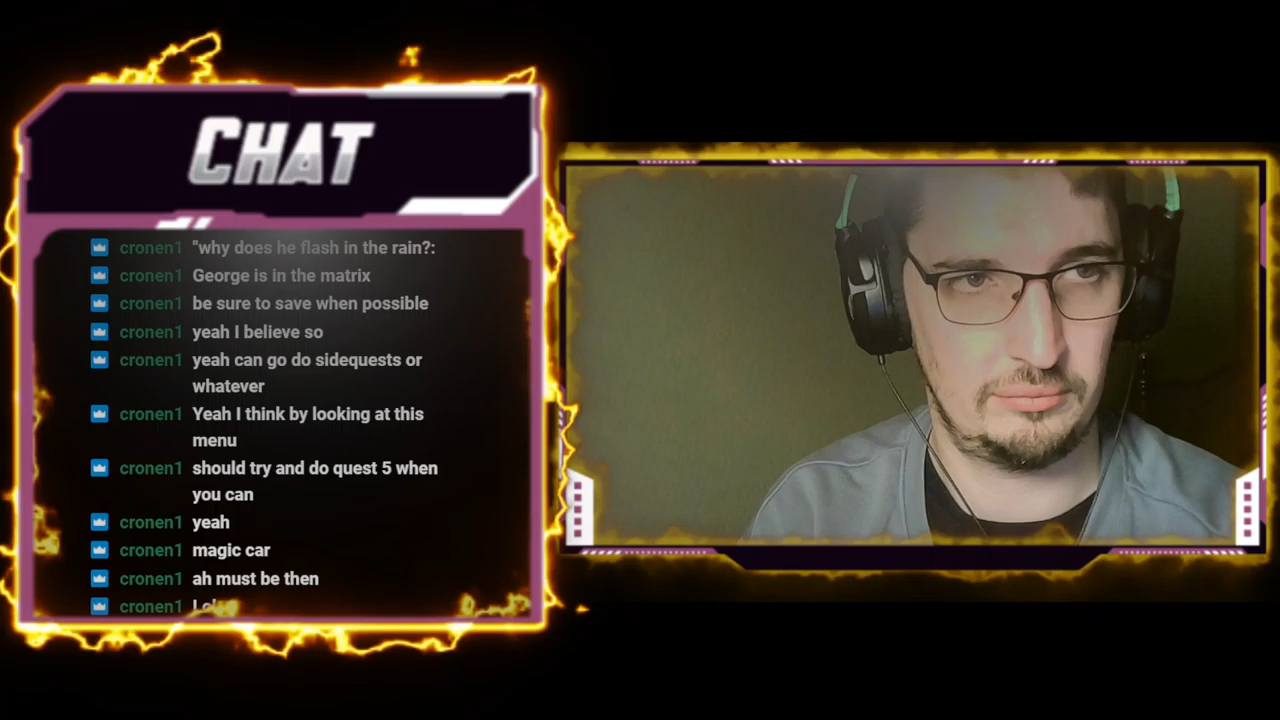 CHAT
cronen1 "why does he flash in the rain?:
cronen1 George is in the matrix
cronen1 be sure to save when possible
cronen1 yeah I believe so
cronen1 yeah can go do sidequests or
whatever
cronen1 Yeah I think by looking at this
menu
cronen1 should try and do quest 5 when
you can
cronen1 yeah
cronen1 magic car
cronen1 ah must be then
cronen1